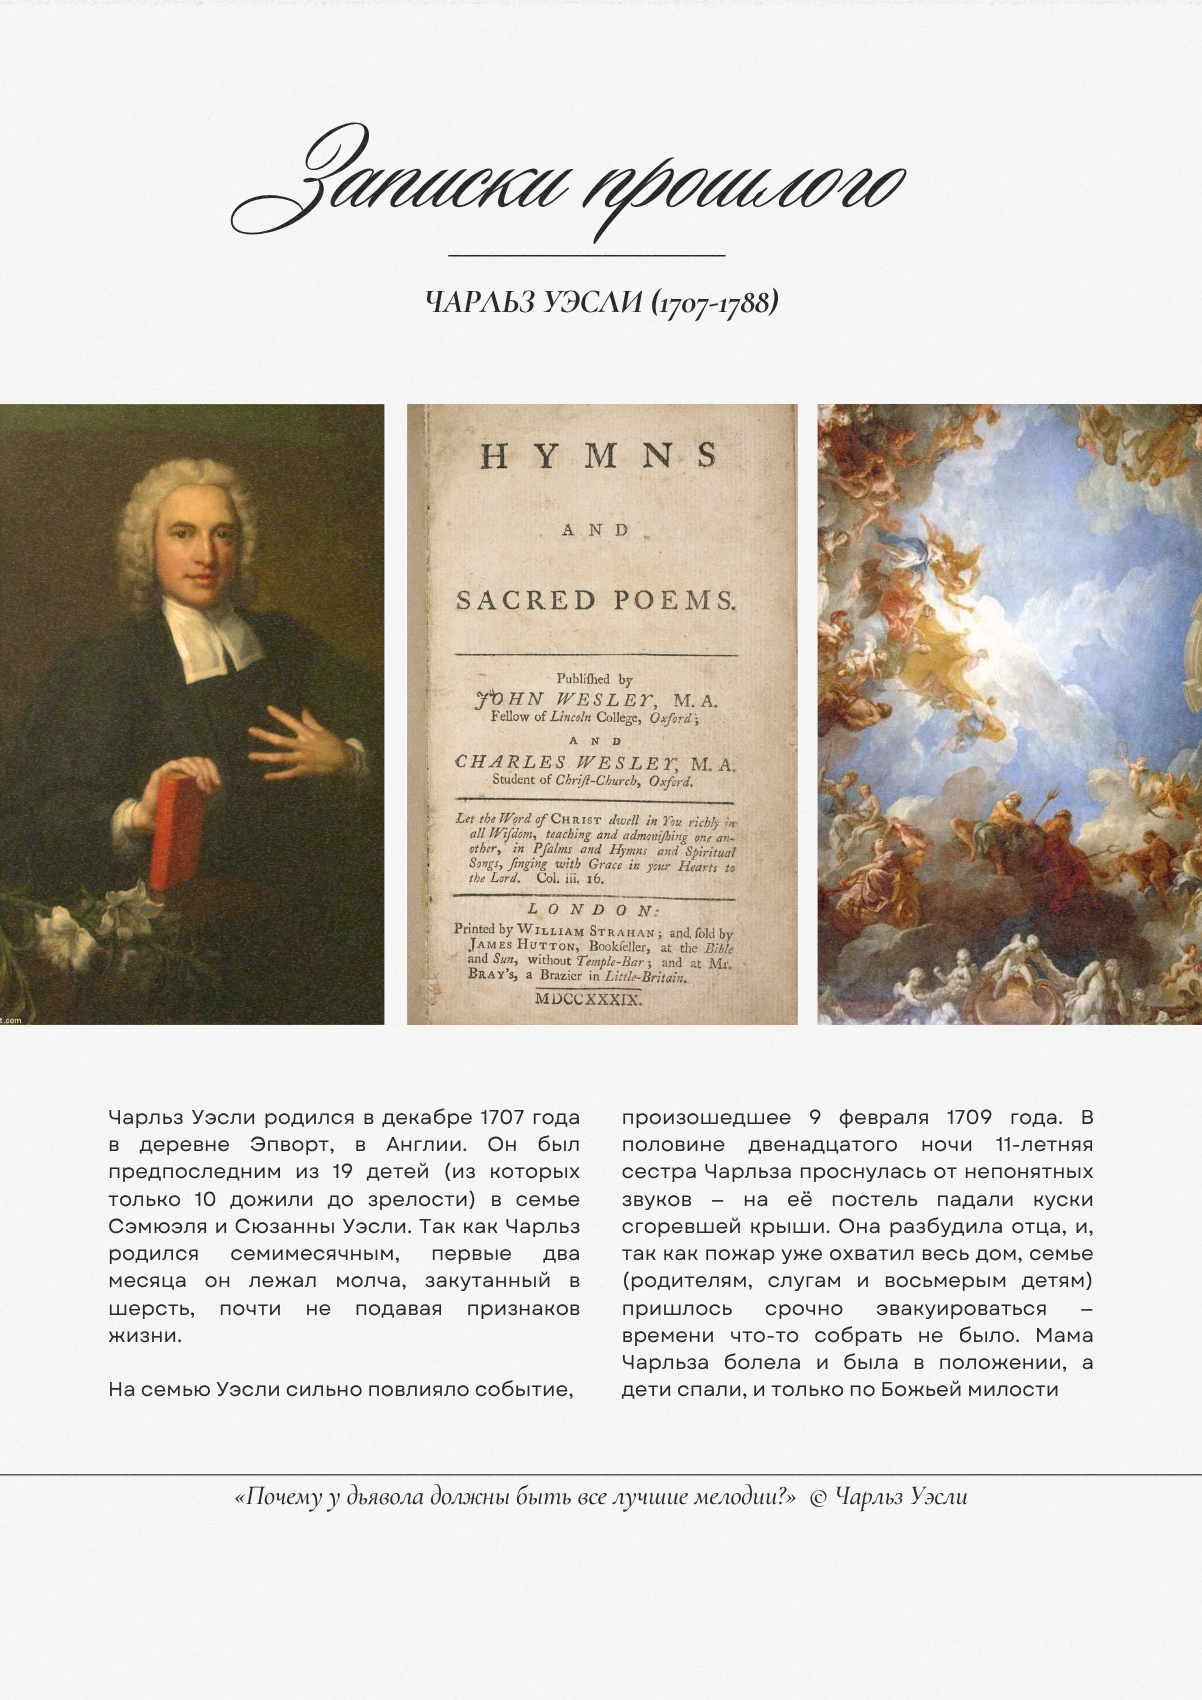 Записки прошлого
ЧАРЛЬЗ УЭСЛИ (1707-1788)
HYMNS
AND
SACRED POEMS.
Publiſhed by
JOHN WESLEY, M. A.
Fellow of Lincoln College, Oxford;
AND
CHARLES WESLEY, M. A.
Student of Chriſt-Church, Oxford.
Let the Word of CHRIST dwell in You richly in
all Wiſdom, teaching and admoniſhing one an-
other, in Pſalms and Hymns and Spiritual
Songs, ſinging with Grace in your Hearts to
the Lord. Col. iii. 16.
LONDON:
Printed by WILLIAM STRAHAN; and ſold by
JAMES HUTTON, Bookſeller, at the Bible
and Sun, without Temple-Bar; and at Mr.
BRAY's, a Brazier in Little-Britain.
MDCCXXXIX.
t.com
Чарльз Уэсли родился в декабре 1707 года
в деревне Эпворт, в Англии. Он был
предпоследним из 19 детей (из которых
только 10 дожили до зрелости) в семье
Сэмюэля и Сюзанны Уэсли. Так как Чарльз
родился семимесячным, первые два
месяца он лежал молча, закутанный в
шерсть, почти не подавая признаков
жизни.
На семью Уэсли сильно повлияло событие,
произошедшее 9 февраля 1709 года. В
половине двенадцатого ночи 11-летняя
сестра Чарльза проснулась от непонятных
звуков – на её постель падали куски
сгоревшей крыши. Она разбудила отца, и,
так как пожар уже охватил весь дом, семье
(родителям, слугам и восьмерым детям)
пришлось срочно эвакуироваться –
времени что-то собрать не было. Мама
Чарльза болела и была в положении, а
дети спали, и только по Божьей милости
«Почему у дьявола должны быть все лучшие мелодии?» © Чарльз Уэсли